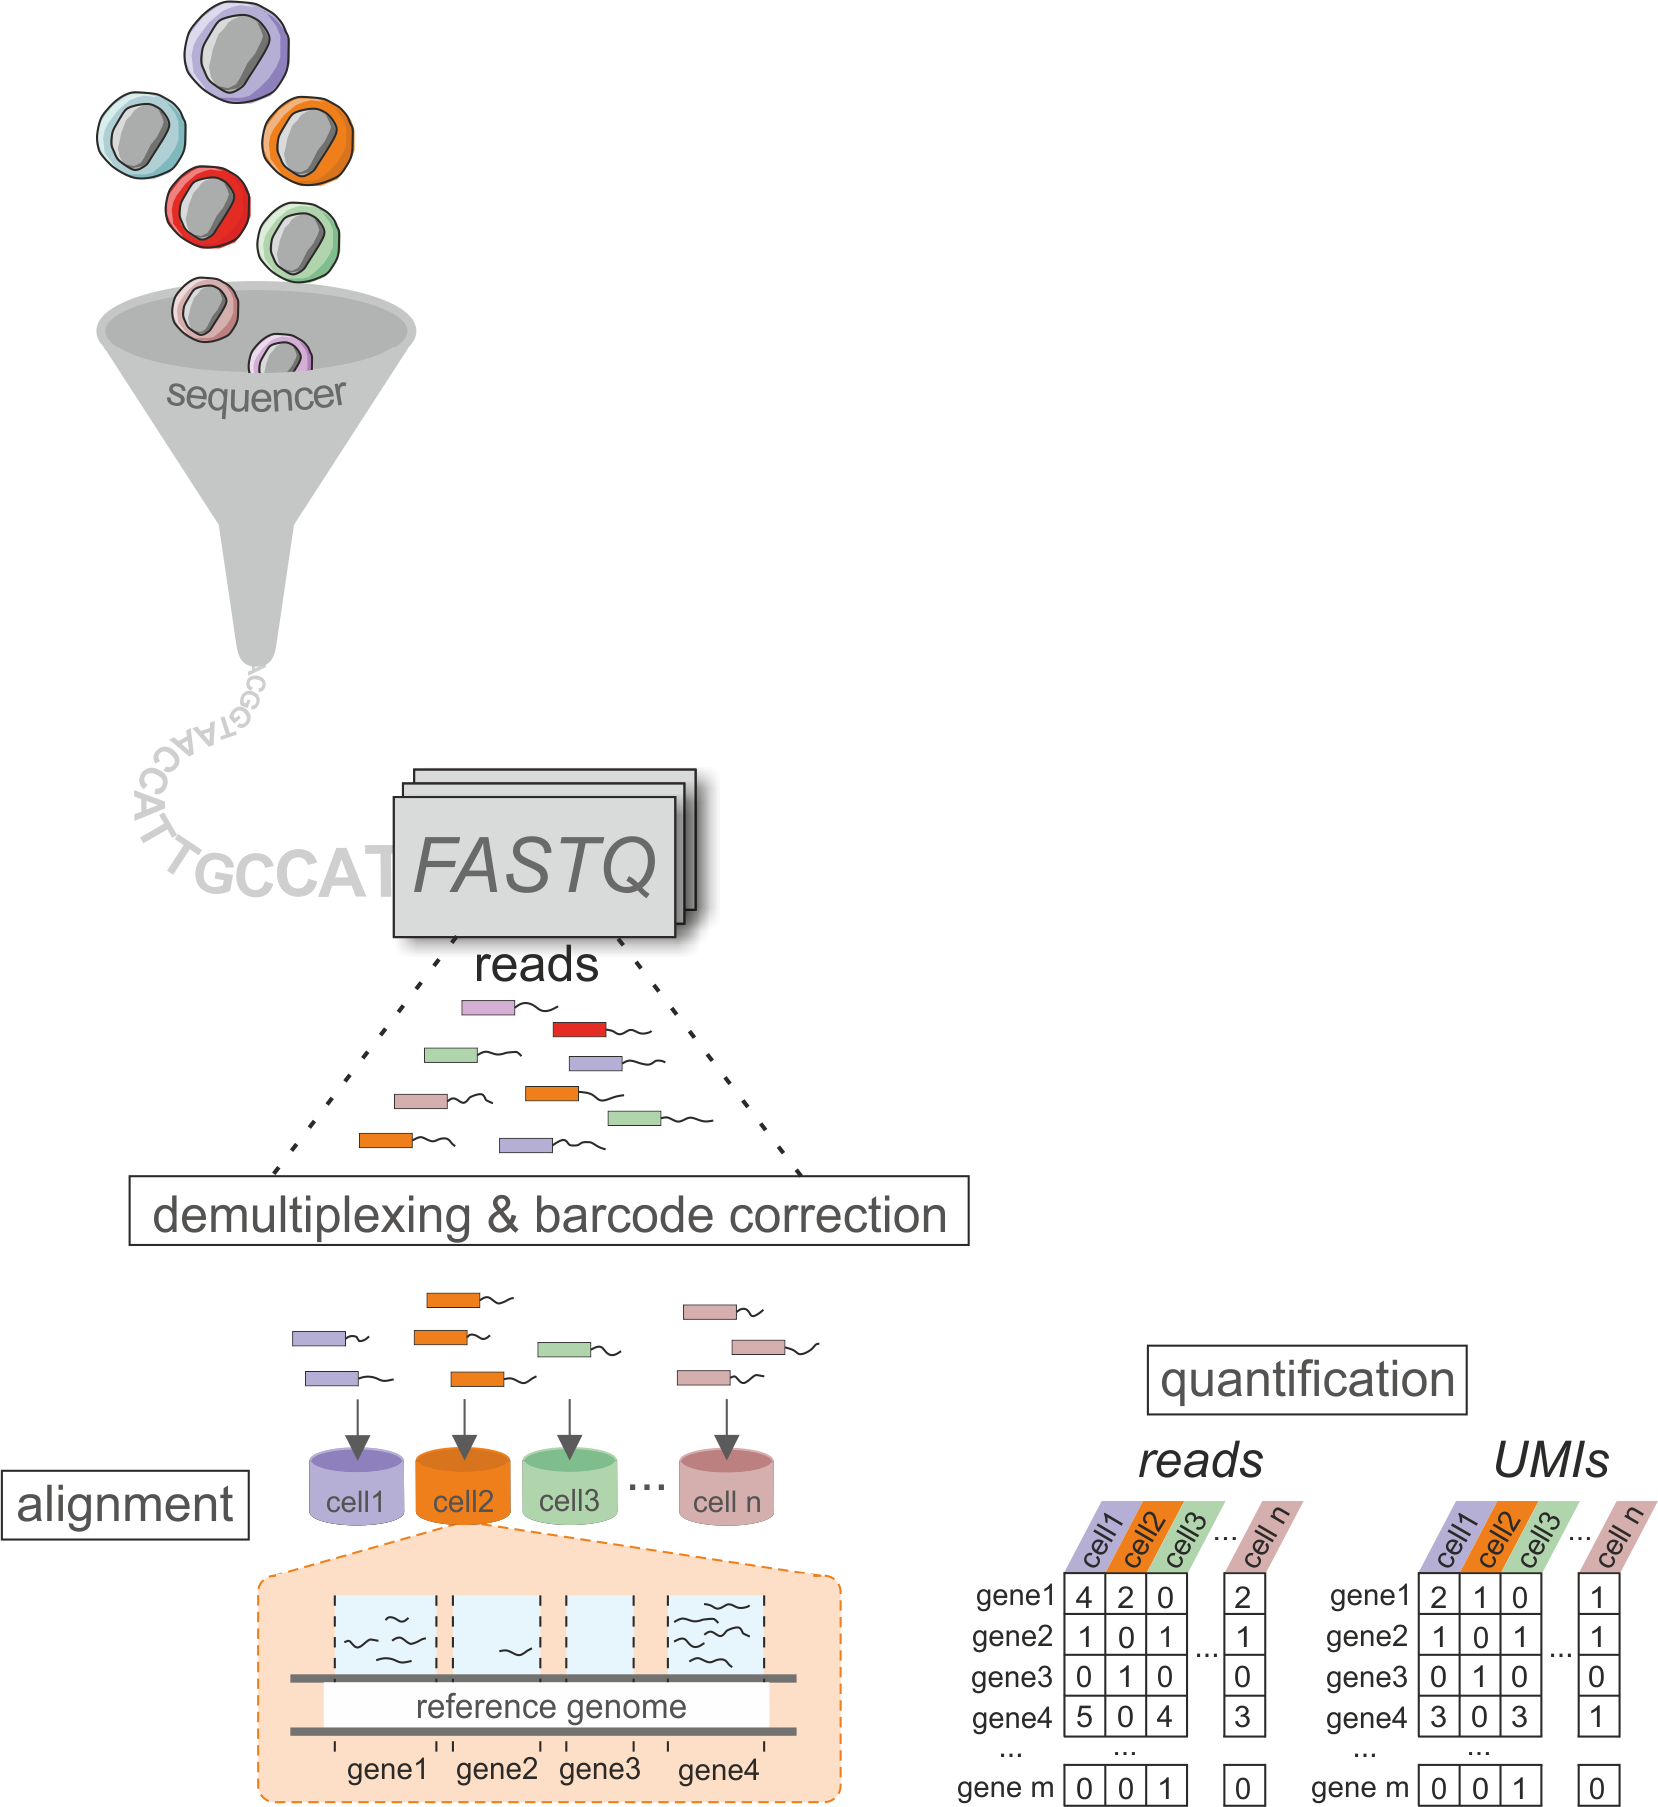 sequencer
ACGGTAACCATTGCCAT
FASTQ
reads
demultiplexing & barcode correction
alignment
cell1 cell2 cell3 ... cell n
reference genome
gene1 gene2 gene3 gene4
quantification
reads
cell1 cell2 cell3 ... cell n
gene1 4 2 0 2
gene2 1 0 1 ... 1
gene3 0 1 0 0
gene4 5 0 4 3
... ...
gene m 0 0 1 0
UMIs
cell1 cell2 cell3 ... cell n
gene1 2 1 0 1
gene2 1 0 1 ... 1
gene3 0 1 0 0
gene4 3 0 3 1
... ...
gene m 0 0 1 0